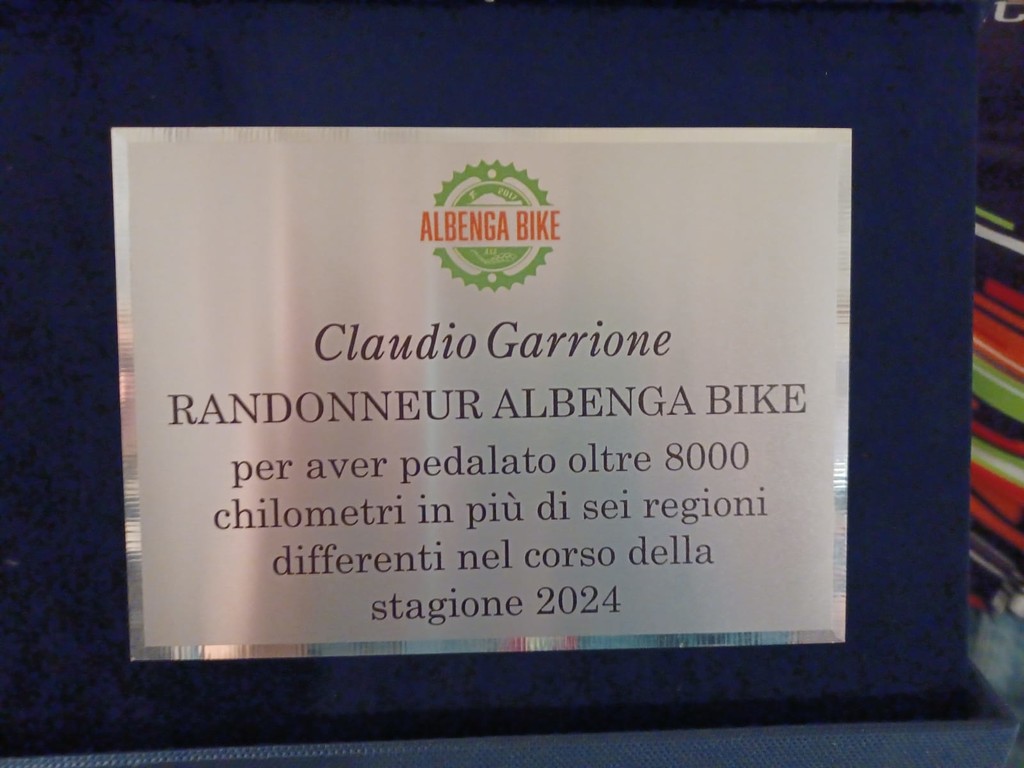 2017
ALBENGA BIKE
Claudio Garrione
RANDONNEUR ALBENGA BIKE
per aver pedalato oltre 8000
chilometri in più di sei regioni
differenti nel corso della
stagione 2024